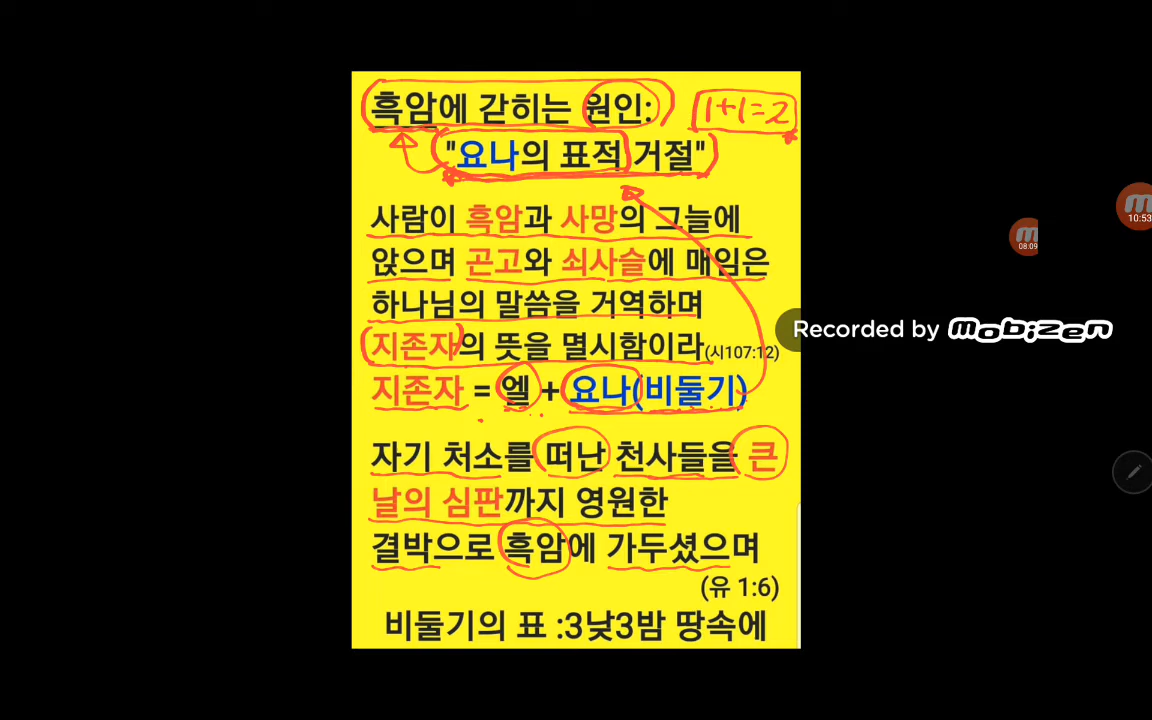 흑암에 갇히는 원인:
1+1=2
"요나의 표적 거절"
사람이 흑암과 사망의 그늘에
앉으며 곤고와 쇠사슬에 매임은
하나님의 말씀을 거역하며
지존자의 뜻을 멸시함이라(시107:12)
지존자 = 엘 + 요나(비둘기)
자기 처소를 떠난 천사들을 큰
날의 심판까지 영원한
결박으로 흑암에 가두셨으며
(유 1:6)
비둘기의 표 :3낮3밤 땅속에
10:53
08:09
Recorded by mobizen